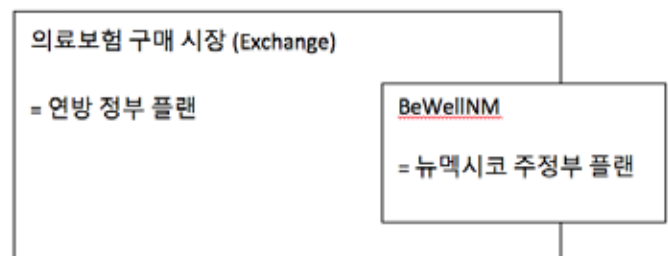 의료보험 구매 시장 (Exchange)
= 연방 정부 플랜
BeWellNM
= 뉴멕시코 주정부 플랜